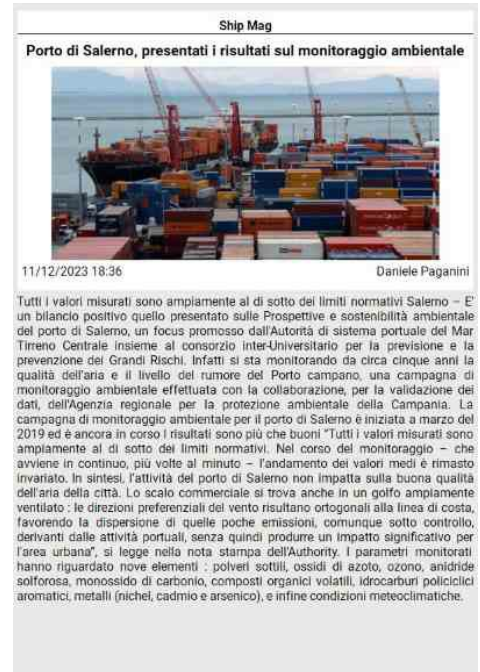 Ship Mag
Porto di Salerno, presentati i risultati sul monitoraggio ambientale
11/12/2023 18:36
Daniele Paganini
Tutti i valori misurati sono ampiamente al di sotto dei limiti normativi Salerno – E'
un bilancio positivo quello presentato sulle Prospettive e sostenibilità ambientale
del porto di Salerno, un focus promosso dall'Autorità di sistema portuale del Mar
Tirreno Centrale insieme al consorzio inter-Universitario per la previsione e la
prevenzione dei Grandi Rischi. Infatti si sta monitorando da circa cinque anni la
qualità dell'aria e il livello del rumore del Porto campano, una campagna di
monitoraggio ambientale effettuata con la collaborazione, per la validazione dei
dati, dell'Agenzia regionale per la protezione ambientale della Campania. La
campagna di monitoraggio ambientale per il porto di Salerno è iniziata a marzo del
2019 ed è ancora in corso I risultati sono più che buoni "Tutti i valori misurati sono
ampiamente al di sotto dei limiti normativi. Nel corso del monitoraggio – che
avviene in continuo, più volte al minuto – l'andamento dei valori medi è rimasto
invariato. In sintesi, l'attività del porto di Salerno non impatta sulla buona qualità
dell'aria della città. Lo scalo commerciale si trova anche in un golfo ampiamente
ventilato : le direzioni preferenziali del vento risultano ortogonali alla linea di costa,
favorendo la dispersione di quelle poche emissioni, comunque sotto controllo,
derivanti dalle attività portuali, senza quindi produrre un impatto significativo per
l'area urbana", si legge nella nota stampa dell'Authority. I parametri monitorati
hanno riguardato nove elementi : polveri sottili, ossidi di azoto, ozono, anidride
solforosa, monossido di carbonio, composti organici volatili, idrocarburi policiclici
aromatici, metalli (nichel, cadmio e arsenico), e infine condizioni meteoclimatiche.